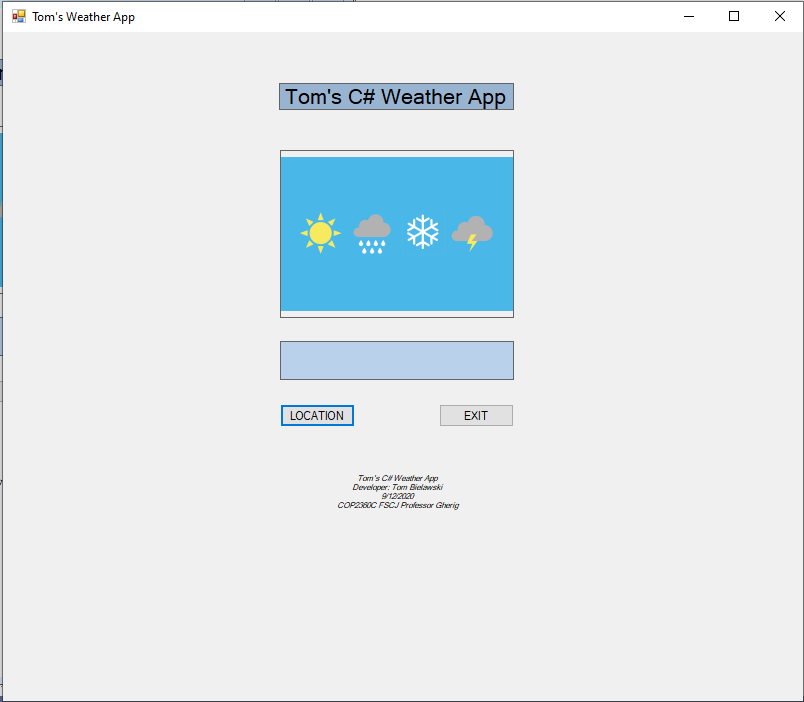 Tom's Weather App
Tom's C# Weather App
LOCATION
EXIT
Tom's C# Weather App
Developer: Tom Bielawski
9/12/2020
COP2360C FSCJ Professor Gherig